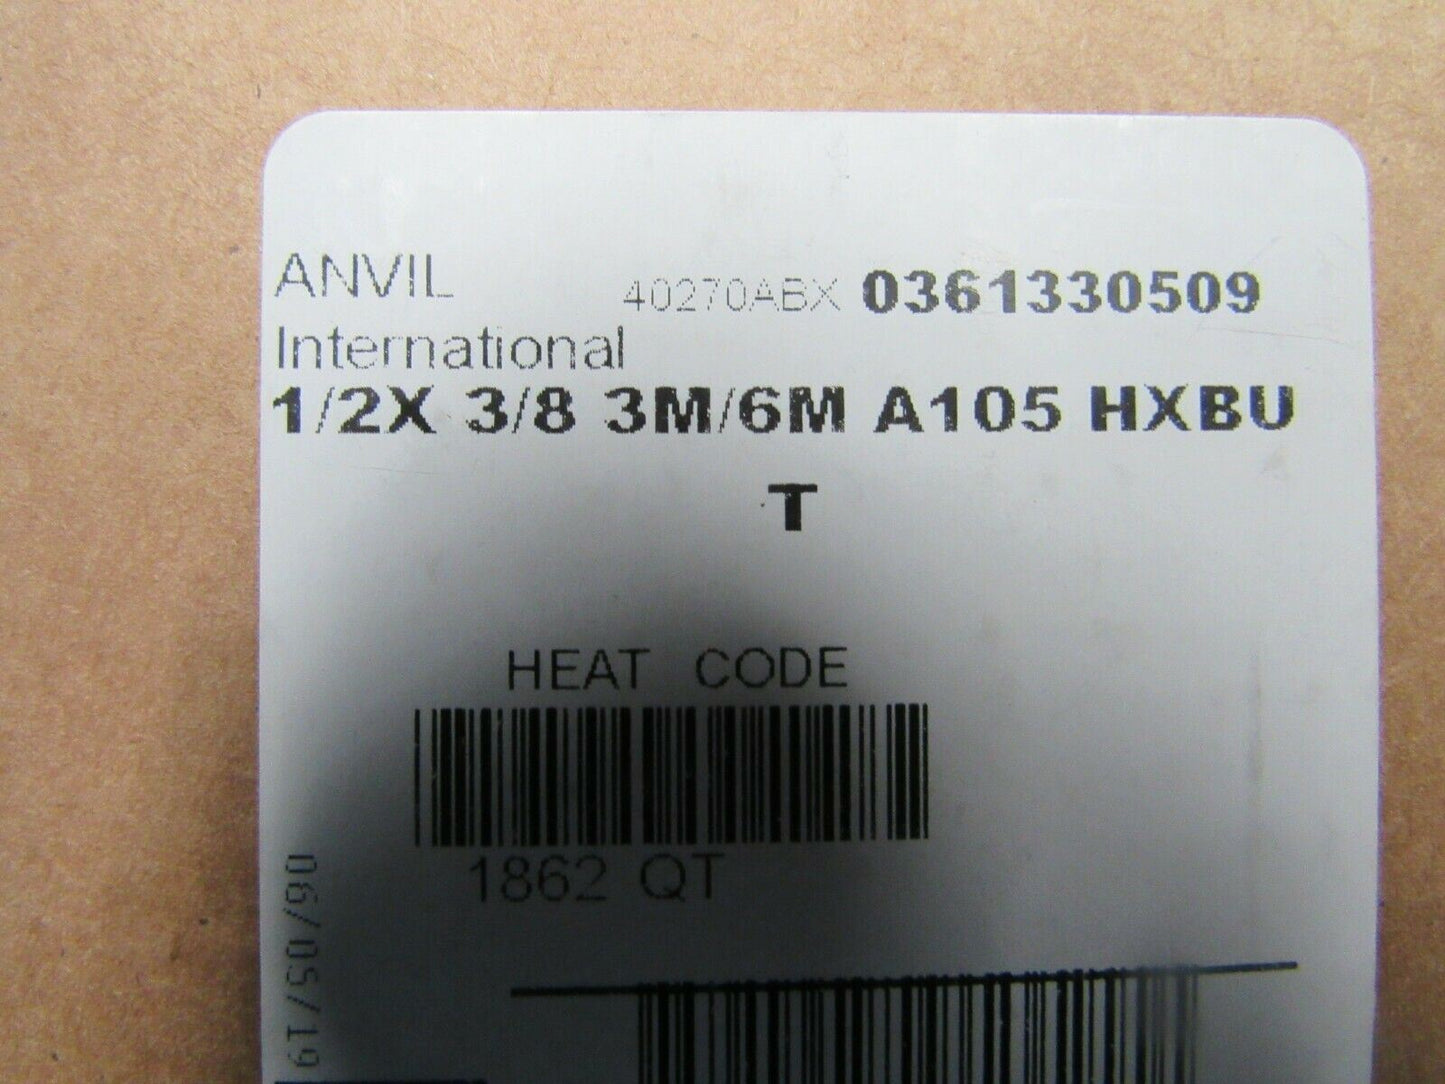 ANVIL
International
40270ABX 0361330509
1/2X 3/8 3M/6M A105 HXBU
T
HEAT CODE
1862 QT
06/05/19